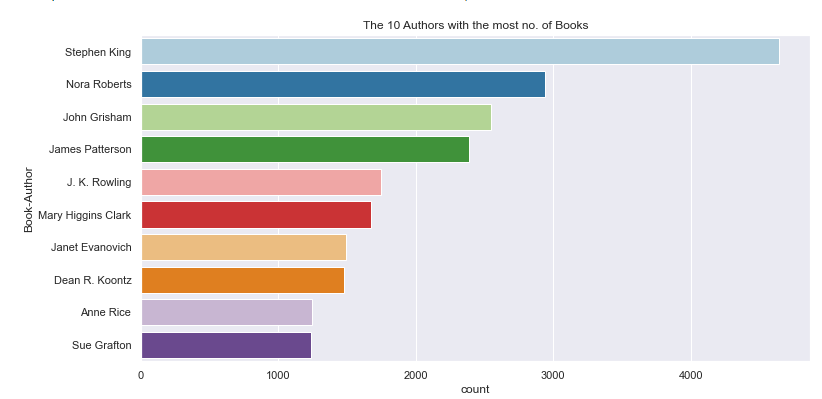 The 10 Authors with the most no. of Books
Book-Author
Stephen King
Nora Roberts
John Grisham
James Patterson
J. K. Rowling
Mary Higgins Clark
Janet Evanovich
Dean R. Koontz
Anne Rice
Sue Grafton
0 1000 2000 3000 4000
count